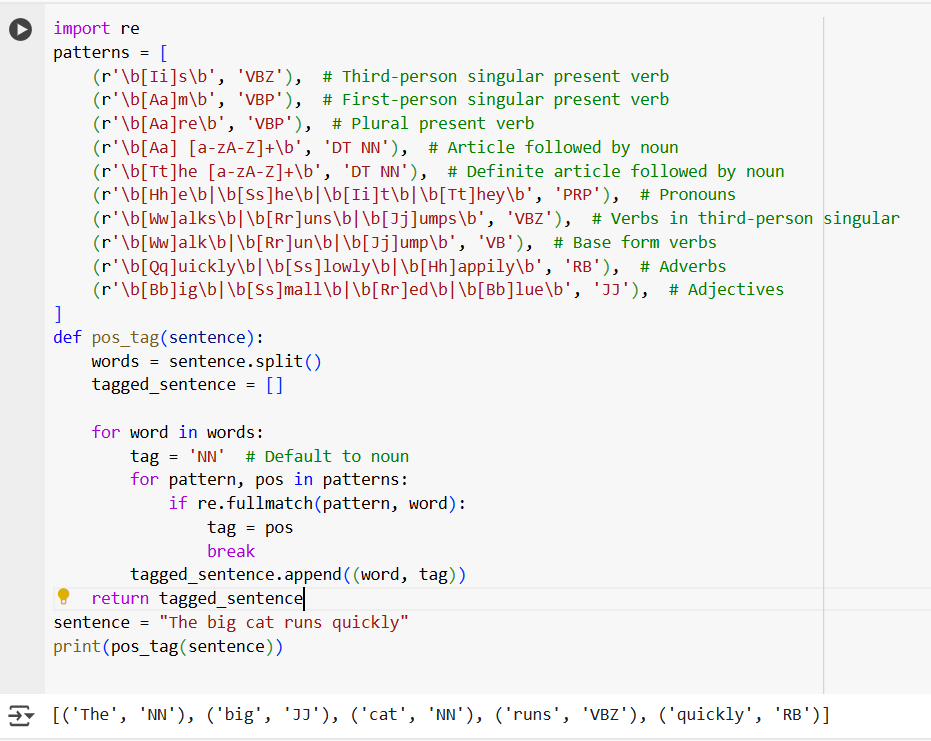 import re
patterns = [
    (r'\b[Ii]s\b', 'VBZ'),  # Third-person singular present verb
    (r'\b[Aa]m\b', 'VBP'),  # First-person singular present verb
    (r'\b[Aa]re\b', 'VBP'),  # Plural present verb
    (r'\b[Aa] [a-zA-Z]+\b', 'DT NN'),  # Article followed by noun
    (r'\b[Tt]he [a-zA-Z]+\b', 'DT NN'),  # Definite article followed by noun
    (r'\b[Hh]e\b|\b[Ss]he\b|\b[Ii]t\b|\b[Tt]hey\b', 'PRP'),  # Pronouns
    (r'\b[Ww]alks\b|\b[Rr]uns\b|\b[Jj]umps\b', 'VBZ'),  # Verbs in third-person singular
    (r'\b[Ww]alk\b|\b[Rr]un\b|\b[Jj]ump\b', 'VB'),  # Base form verbs
    (r'\b[Qq]uickly\b|\b[Ss]lowly\b|\b[Hh]appily\b', 'RB'),  # Adverbs
    (r'\b[Bb]ig\b|\b[Ss]mall\b|\b[Rr]ed\b|\b[Bb]lue\b', 'JJ'),  # Adjectives
]
def pos_tag(sentence):
    words = sentence.split()
    tagged_sentence = []

    for word in words:
        tag = 'NN'  # Default to noun
        for pattern, pos in patterns:
            if re.fullmatch(pattern, word):
                tag = pos
                break
        tagged_sentence.append((word, tag))
    return tagged_sentence
sentence = "The big cat runs quickly"
print(pos_tag(sentence))
[('The', 'NN'), ('big', 'JJ'), ('cat', 'NN'), ('runs', 'VBZ'), ('quickly', 'RB')]